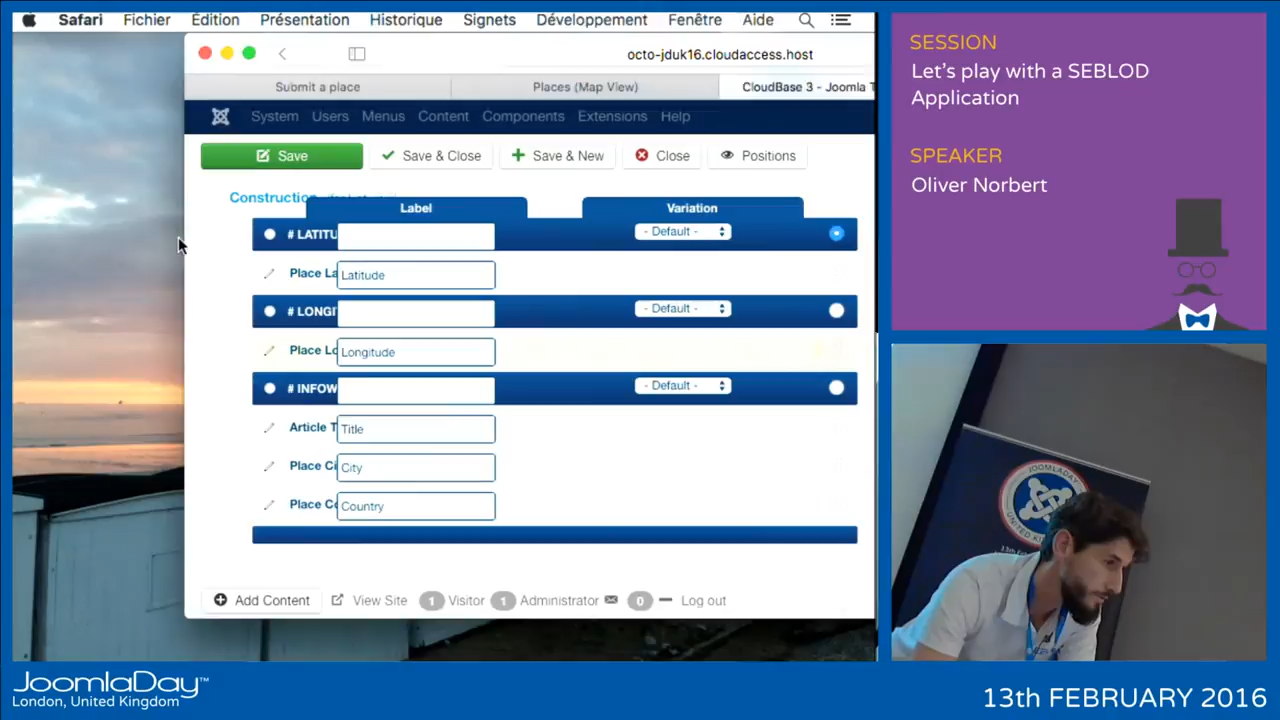 Safari Fichier Édition Présentation Historique Signets Développement Fenêtre Aide
octo-jduk16.cloudaccess.host
Submit a place Places (Map View) CloudBase 3 - Joomla T
System Users Menus Content Components Extensions Help
Save Save & Close Save & New Close Positions
Construction
Label Variation
# LATITU - Default -
Place La Latitude
# LONGI - Default -
Place Lo Longitude
# INFOW - Default -
Article T Title
Place Ci City
Place Co Country
Add Content View Site 1 Visitor 1 Administrator 0 Log out
SESSION
Let's play with a SEBLOD
Application
SPEAKER
Oliver Norbert
JOOMLADAY
UNITED KINGDOM
JoomlaDay™
London, United Kingdom
13th FEBRUARY 2016